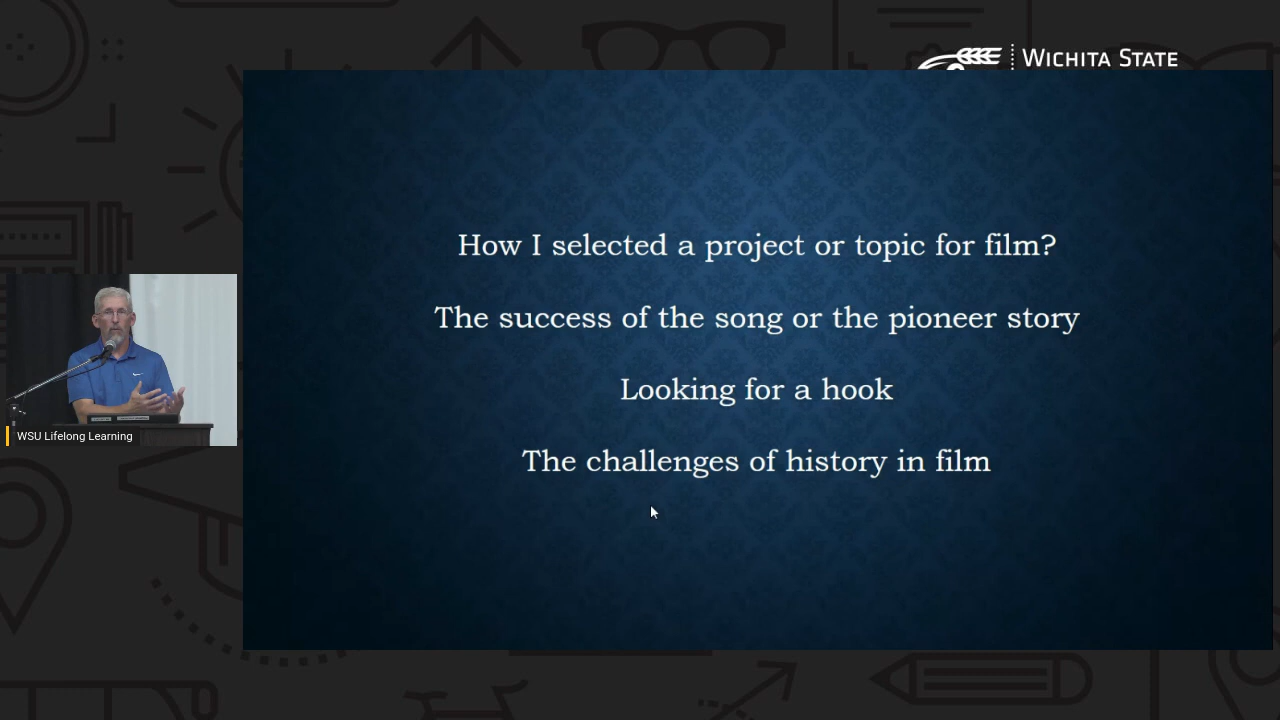 WICHITA STATE
How I selected a project or topic for film?
The success of the song or the pioneer story
Looking for a hook
The challenges of history in film
WSU Lifelong Learning